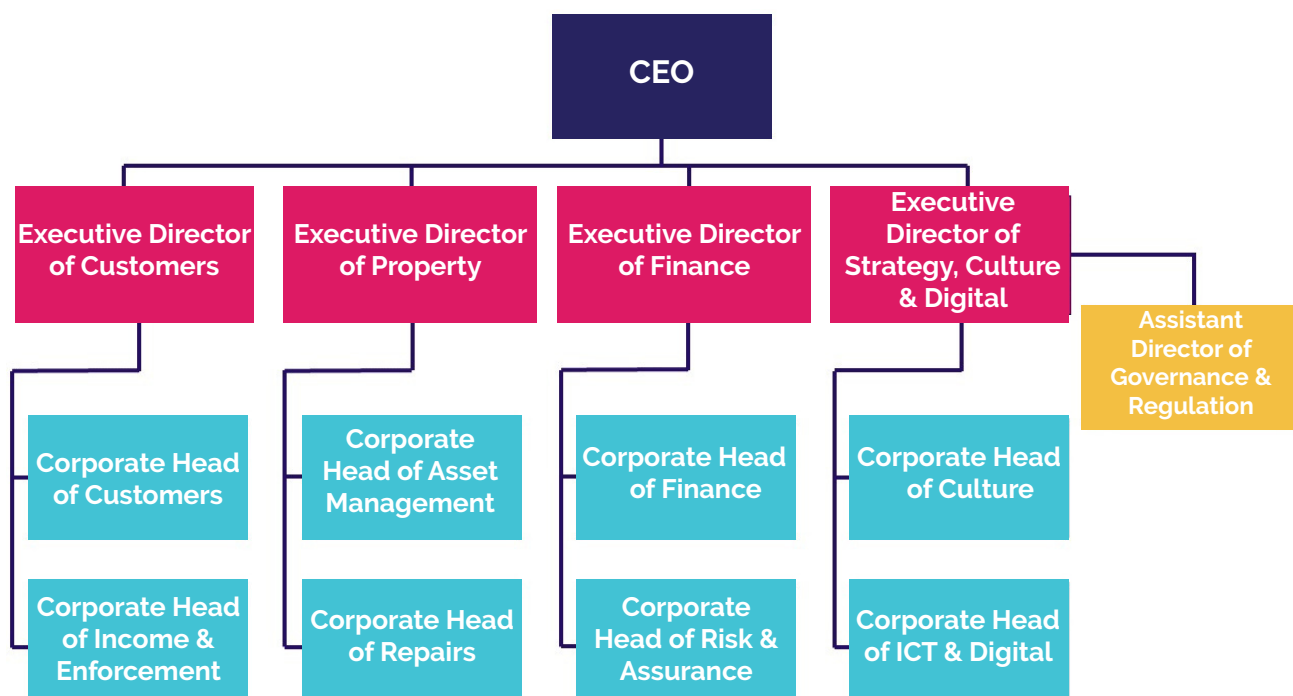 CEO
Executive Director
of Customers
Executive Director
of Property
Executive Director
of Finance
Executive
Director of
Strategy, Culture
& Digital
Assistant
Director of
Governance &
Regulation
Corporate Head
of Customers
Corporate
Head of Asset
Management
Corporate Head
of Finance
Corporate Head
of Culture
Corporate Head
of Income &
Enforcement
Corporate Head
of Repairs
Corporate
Head of Risk &
Assurance
Corporate Head
of ICT & Digital